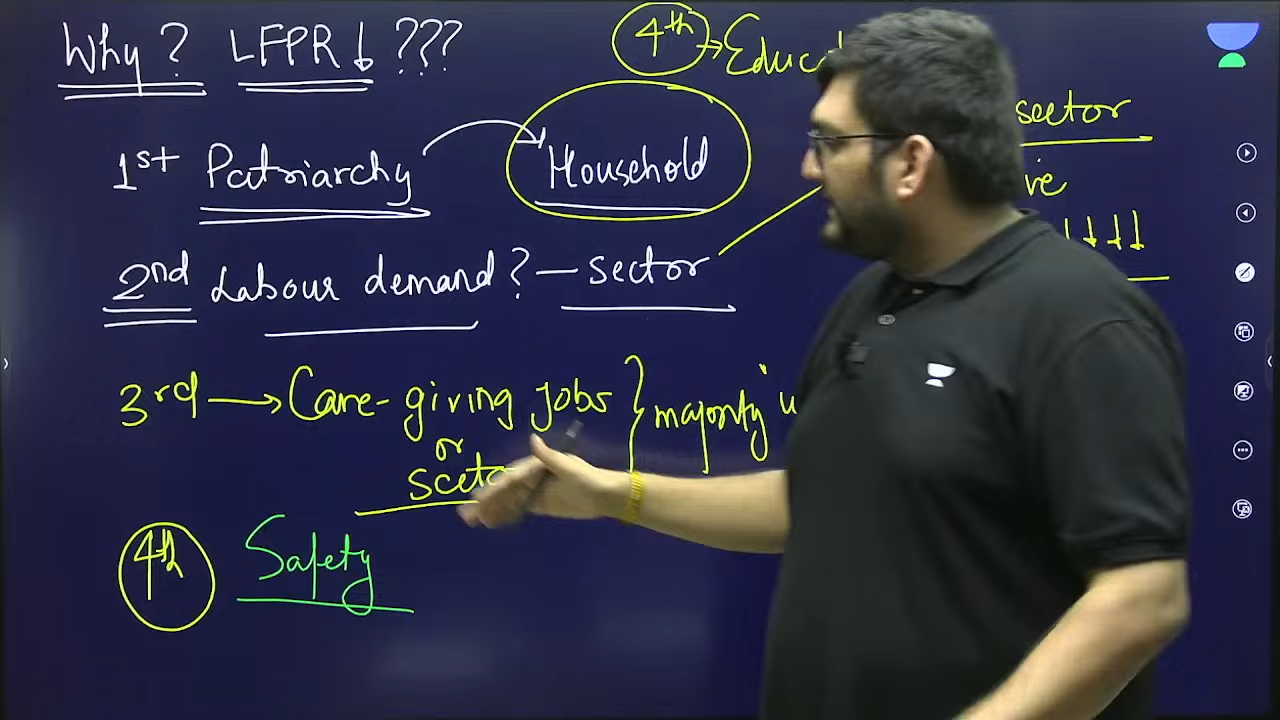 Why? LFPR↓ ???
4th → Educ
1st Patriarchy Household
sector
ive
↓↓↓↓
2nd Labour demand? — sector
3rd → Care-giving jobs } majority
or
sector
4th Safety